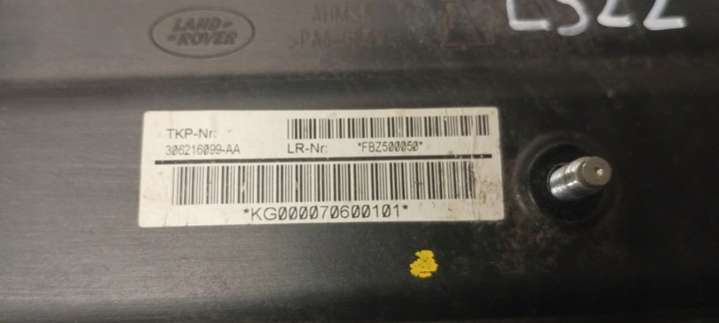 LAND
ROVER
L322
TKP-Nr:
306216099-AA
LR-Nr:
*FBZ500050*
*KG000070600101*